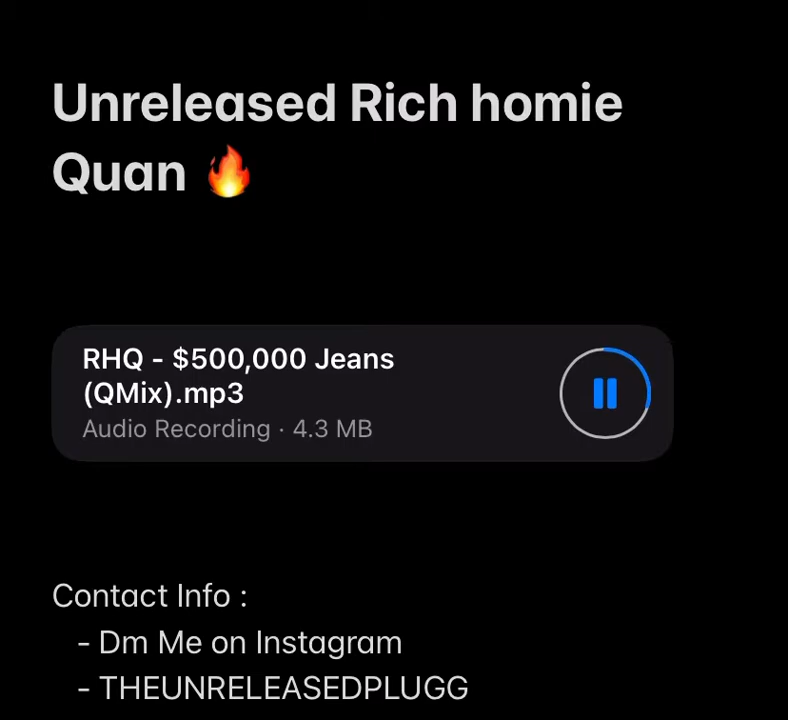 Unreleased Rich homie
Quan 🔥
RHQ - $500,000 Jeans
(QMix).mp3
Audio Recording · 4.3 MB
Contact Info :
- Dm Me on Instagram
- THEUNRELEASEDPLUGG